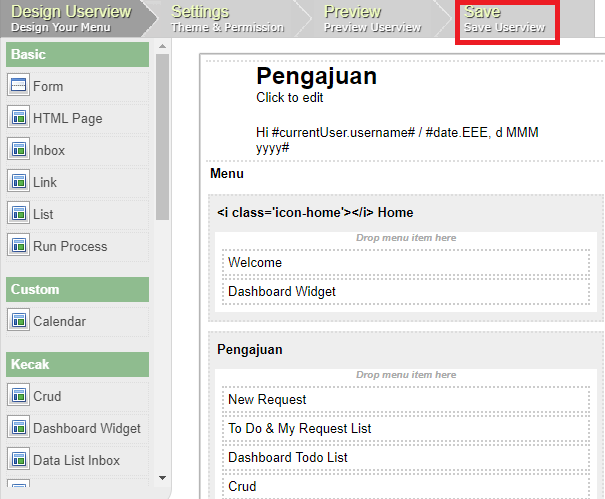 Design Userview
Design Your Menu
Settings
Theme & Permission
Preview
Preview Userview
Save
Save Userview
Basic
Form
HTML Page
Inbox
Link
List
Run Process
Custom
Calendar
Kecak
Crud
Dashboard Widget
Data List Inbox
Pengajuan
Click to edit
Hi #currentUser.username# / #date.EEE, d MMM
yyyy#
Menu
<i class='icon-home'></i> Home
Drop menu item here
Welcome
Dashboard Widget
Pengajuan
Drop menu item here
New Request
To Do & My Request List
Dashboard Todo List
Crud